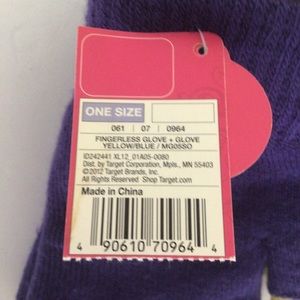 ONE SIZE
061 07 0964
FINGERLESS GLOVE + GLOVE
YELLOW/BLUE / MG05SO
ID242441 XL12_01A05-0080
Dist. by Target Corporation, Mpls., MN 55403
©2012 Target Brands, Inc.
All Rights Reserved. Shop Target.com
Made in China
4 90610 70964 4